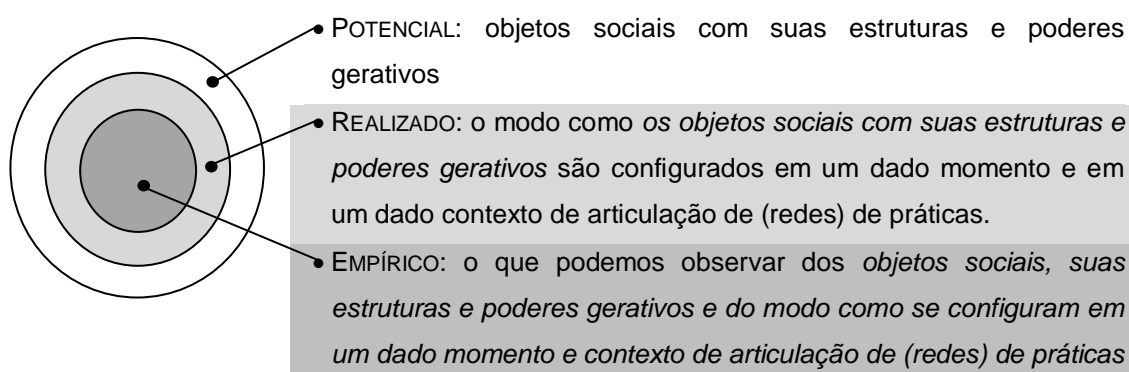 • POTENCIAL: objetos sociais com suas estruturas e poderes
gerativos
• REALIZADO: o modo como os objetos sociais com suas estruturas e
poderes gerativos são configurados em um dado momento e em
um dado contexto de articulação de (redes) de práticas.
• EMPÍRICO: o que podemos observar dos objetos sociais, suas
estruturas e poderes gerativos e do modo como se configuram em
um dado momento e contexto de articulação de (redes) de práticas